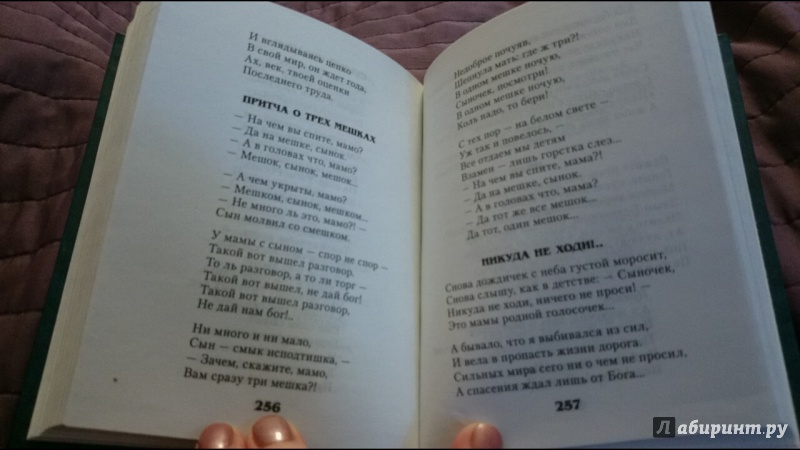 И вглядываясь цепко
В свой мир, он ждет года,
Ах, век, твоей оценки
Последнего труда.
ПРИТЧА О ТРЕХ МЕШКАХ
— На чем вы спите, мамо?
— Да на мешке, сынок.
— А в головах что, мамо?
— Мешок, сынок, мешок...
— А чем укрыты, мамо?
— Мешком, сынок, мешком...
— Не много ль это, мамо?! —
Сын молвил со смешком.
У мамы с сыном — спор не спор —
Такой вот вышел разговор.
То ль разговор, а то ли торг —
Такой вот вышел, не дай бог!
Такой вот вышел разговор,
Не дай нам бог!..
Ни много и ни мало,
Сын — смык исподтишка, —
— Зачем, скажите, мамо,
Вам сразу три мешка?!
256
Недоброе почуяв,
Шепнула мать: где ж три?!
В одном мешке ночую,
Сыночек, посмотри!
В одном мешке ночую,
Коль надо, то бери!
С тех пор — на белом свете —
Уж так и повелось, —
Все отдаем мы детям
Взамен — лишь горстка слез...
— На чем вы спите, мама?!
— Да на мешке, сынок,
— А в головах что, мама?
— Да тот же все мешок...
Да тот, один мешок...
НИКУДА НЕ ХОДИ!..
Снова дождичек с неба густой моросит,
Снова слышу, как в детстве: — Сыночек,
Никуда не ходи, ничего не проси! —
Это мамы родной голосочек...
А бывало, что я выбивался из сил,
И вела в пропасть жизни дорога.
Сильных мира сего ни о чем не просил,
А спасения ждал лишь от Бога...
257
Лабиринт.ру